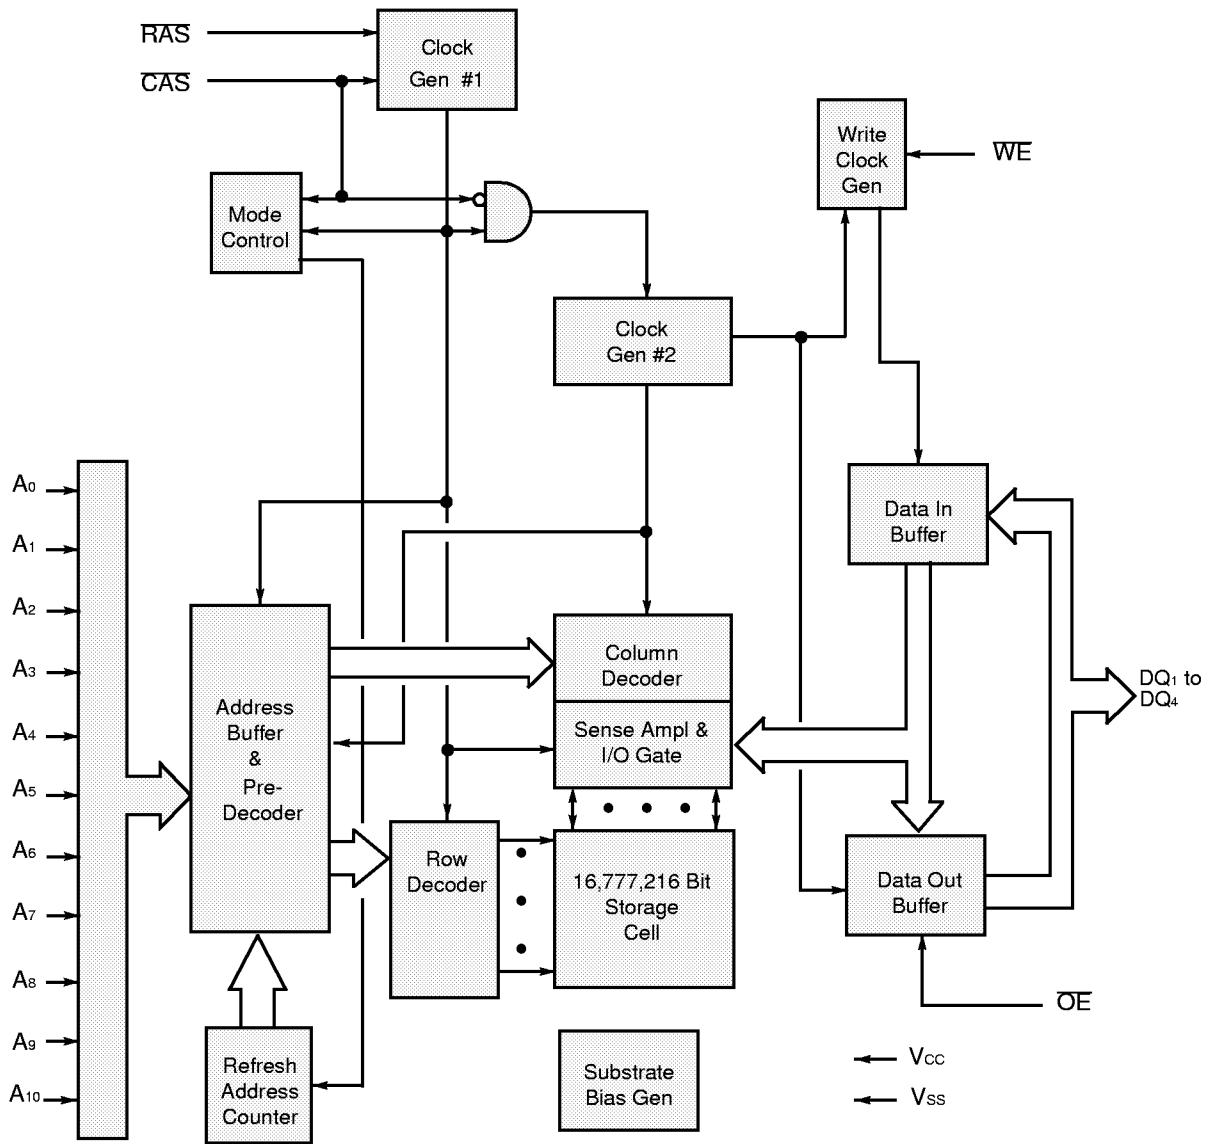 RAS
CAS
Clock
Gen #1
Write
Clock
Gen
WE
Mode
Control
Clock
Gen #2
A0
A1
A2
A3
A4
A5
A6
A7
A8
A9
A10
Data In
Buffer
Column
Decoder
Sense Ampl &
I/O Gate
Address
Buffer
&
Pre-
Decoder
DQ1 to
DQ4
Row
Decoder
16,777,216 Bit
Storage
Cell
Data Out
Buffer
OE
Refresh
Address
Counter
Substrate
Bias Gen
VCC
VSS